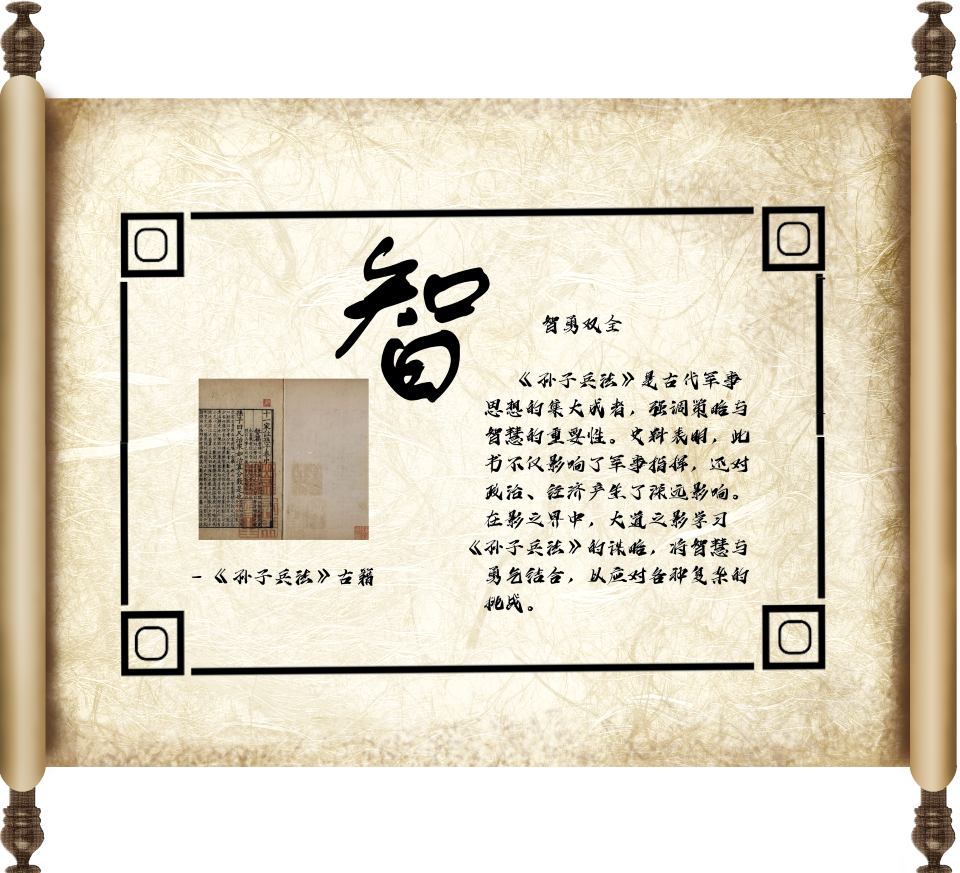 智
智勇双全
《孙子兵法》是古代军事
思想的集大成者，强调策略与
智慧的重要性。史料表明，此
书不仅影响了军事指挥，还对
政治、经济产生了深远影响。
在影之界中，大道之影学习
《孙子兵法》的谋略，将智慧与
勇气结合，以应对各种复杂的
挑战。
-《孙子兵法》古籍